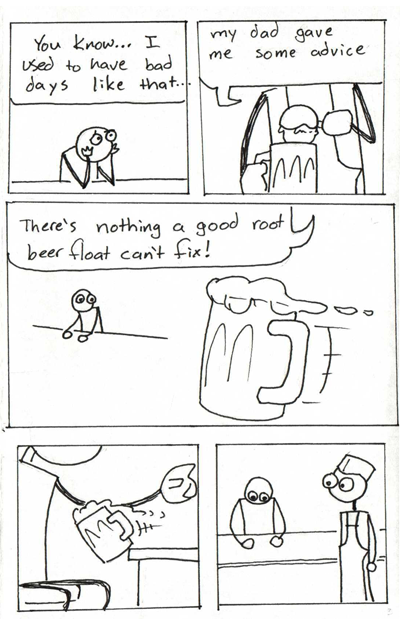 You know... I
used to have bad
days like that...
my dad gave
me some advice
There's nothing a good root
beer float can't fix!